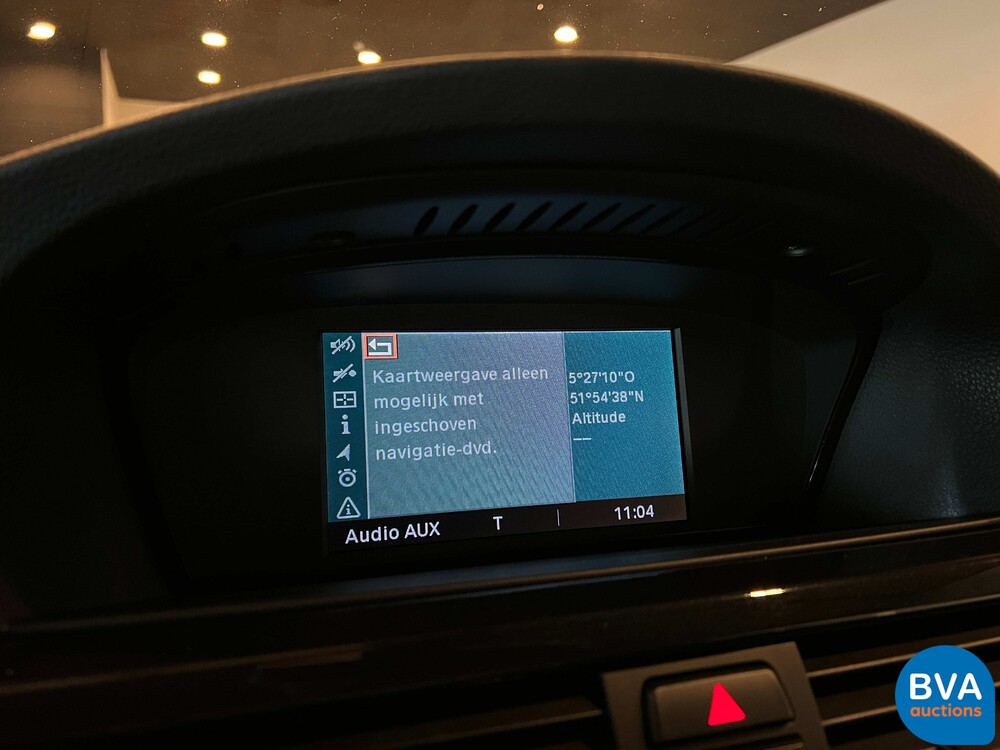 Kaartweergave alleen
mogelijk met
ingeschoven
navigatie-dvd.
5°27'10"O
51°54'38"N
Altitude
--
Audio AUX T 11:04
BVA
auctions